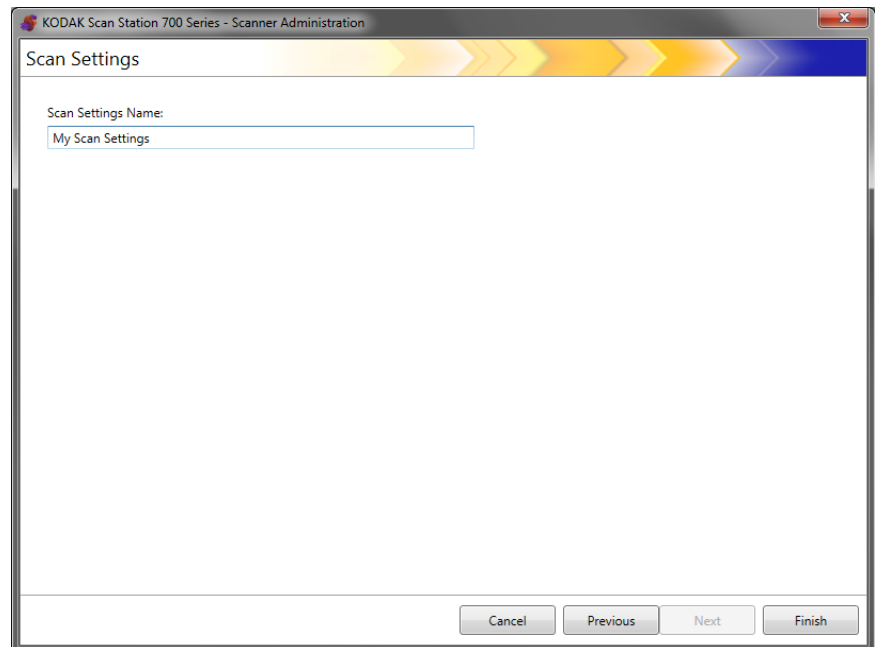 KODAK Scan Station 700 Series - Scanner Administration
Scan Settings
Scan Settings Name:
My Scan Settings
Cancel Previous Next Finish